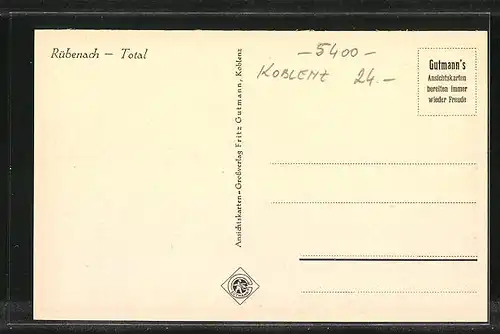 Rübenach — Total
— 5400 —
KOBLENZ 24.—
Gutmann's
Ansichtskarten
bereiten immer
wieder Freude
Ansichtskarten-Großverlag Fritz Gutmann, Koblenz